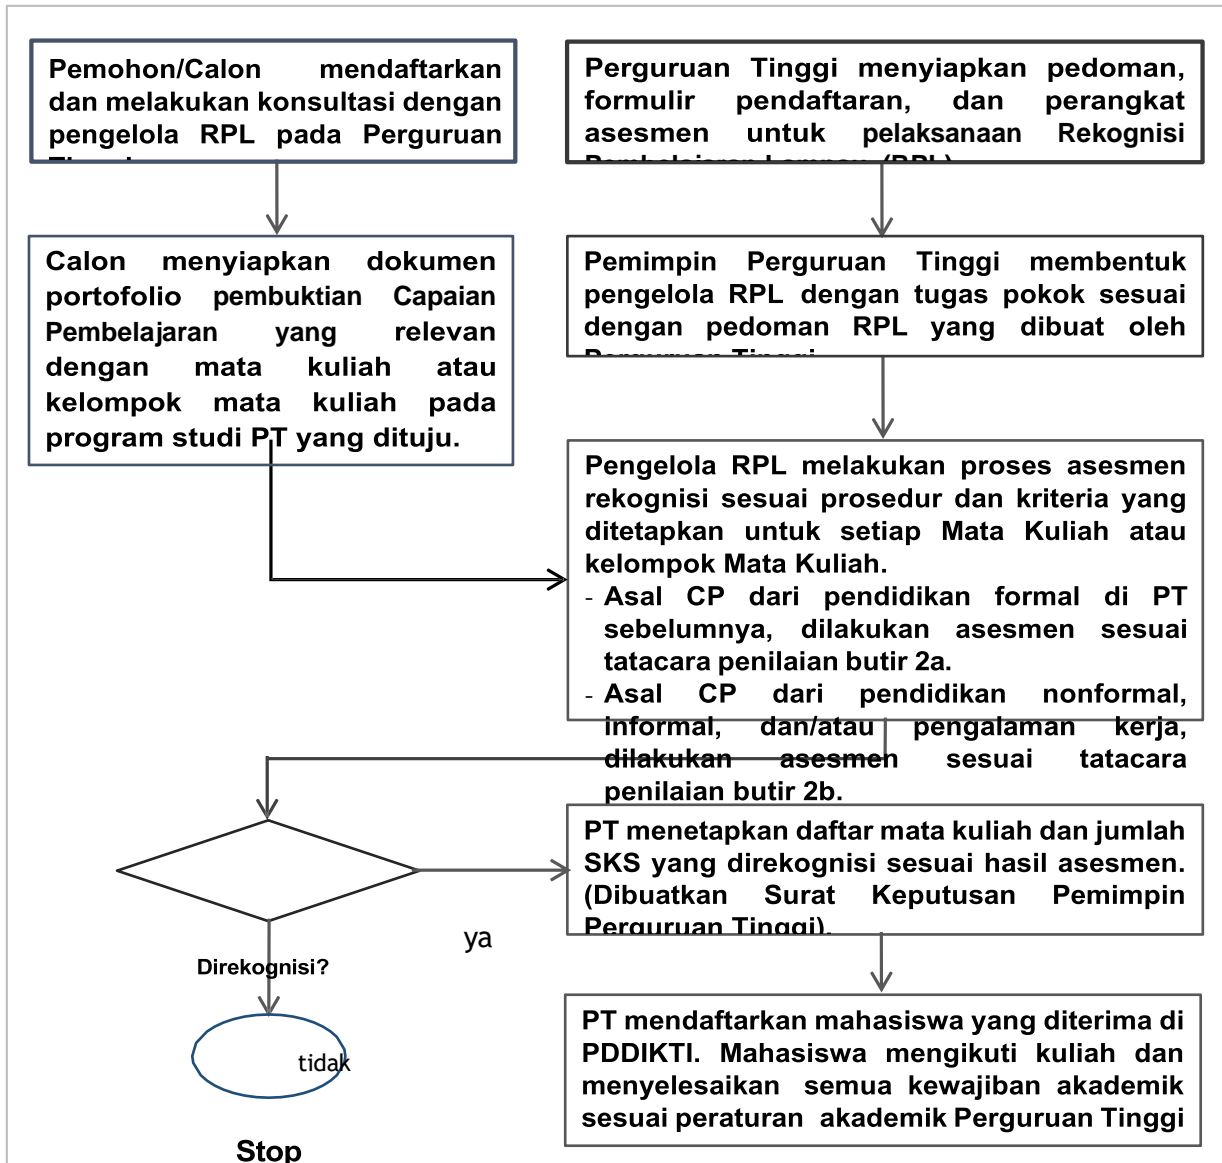 Pemohon/Calon mendaftarkan
dan melakukan konsultasi dengan
pengelola RPL pada Perguruan
Perguruan Tinggi menyiapkan pedoman,
formulir pendaftaran, dan perangkat
asesmen untuk pelaksanaan Rekognisi
Pembelajaran Lampau (RPL)
Calon menyiapkan dokumen
portofolio pembuktian Capaian
Pembelajaran yang relevan
dengan mata kuliah atau
kelompok mata kuliah pada
program studi PT yang dituju.
Pemimpin Perguruan Tinggi membentuk
pengelola RPL dengan tugas pokok sesuai
dengan pedoman RPL yang dibuat oleh
Perguruan Tinggi
Pengelola RPL melakukan proses asesmen
rekognisi sesuai prosedur dan kriteria yang
ditetapkan untuk setiap Mata Kuliah atau
kelompok Mata Kuliah.
- Asal CP dari pendidikan formal di PT
sebelumnya, dilakukan asesmen sesuai
tatacara penilaian butir 2a.
- Asal CP dari pendidikan nonformal,
informal, dan/atau pengalaman kerja,
dilakukan asesmen sesuai tatacara
penilaian butir 2b.
PT menetapkan daftar mata kuliah dan jumlah
SKS yang direkognisi sesuai hasil asesmen.
(Dibuatkan Surat Keputusan Pemimpin
Perguruan Tinggi).
ya
Direkognisi?
tidak
Stop
PT mendaftarkan mahasiswa yang diterima di
PDDIKTI. Mahasiswa mengikuti kuliah dan
menyelesaikan semua kewajiban akademik
sesuai peraturan akademik Perguruan Tinggi